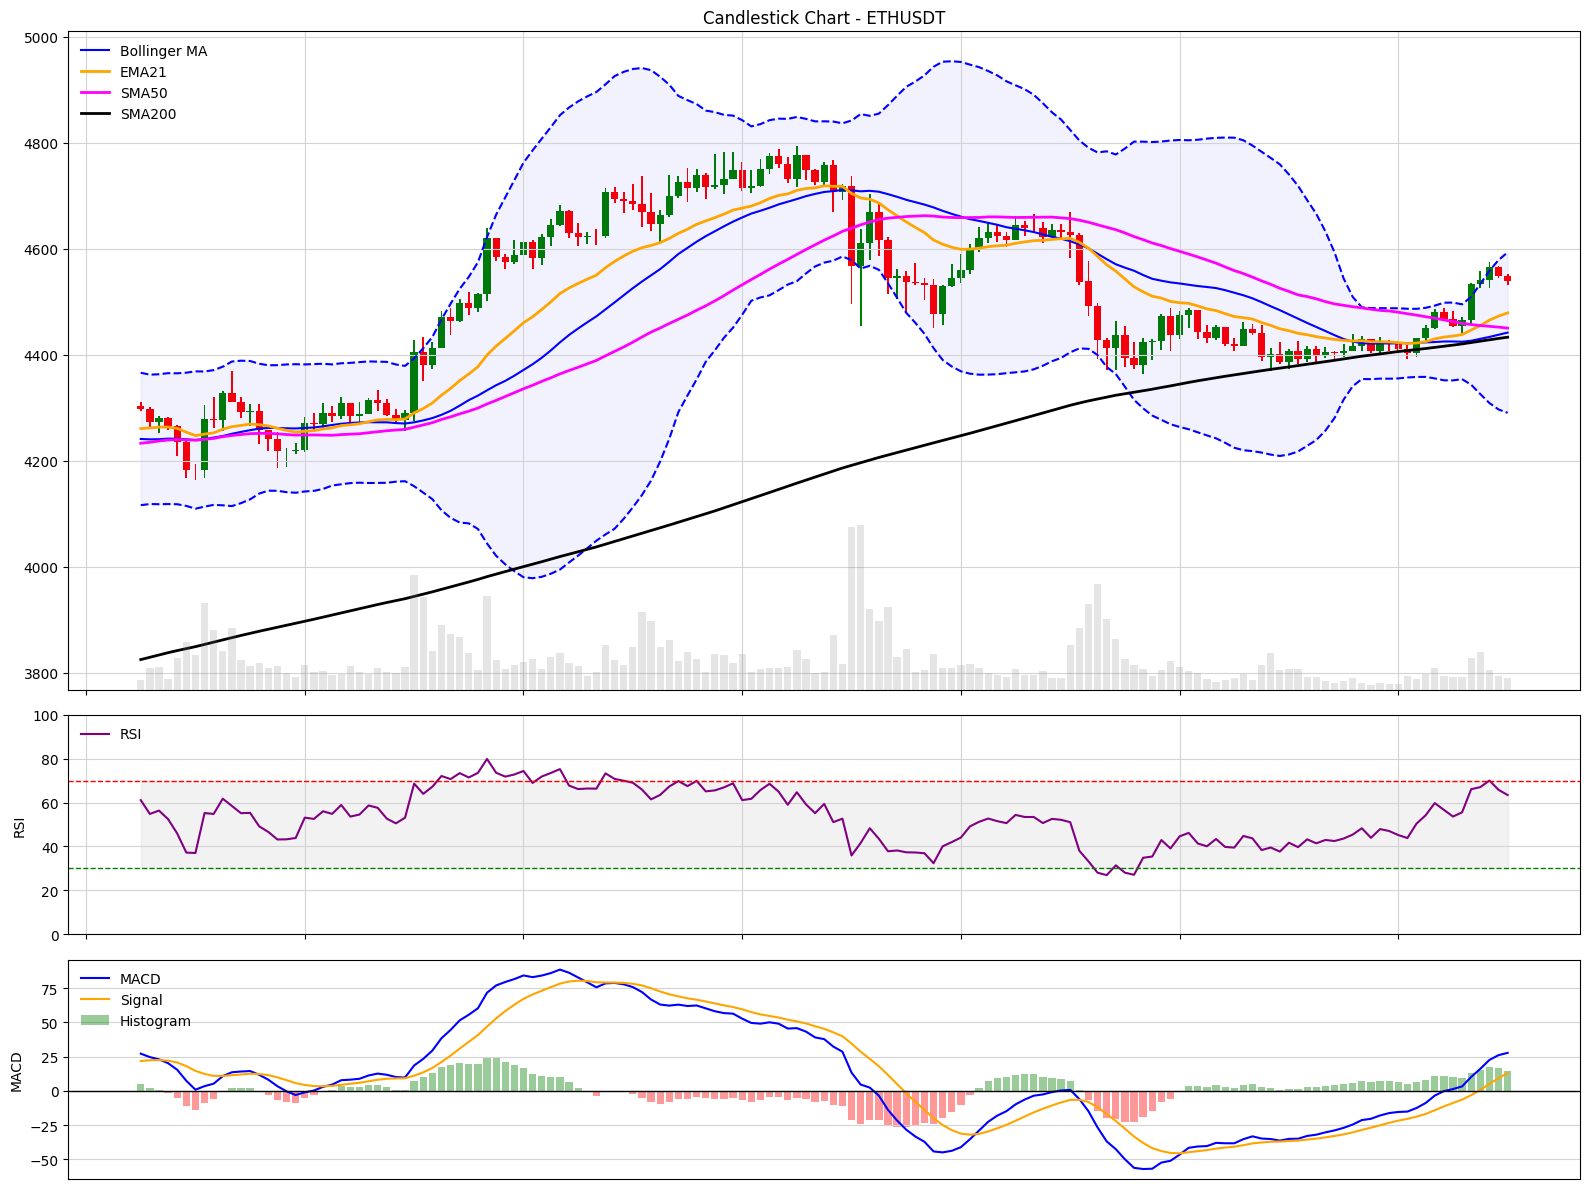 Candlestick Chart - ETHUSDT
5000
4800
4600
4400
4200
4000
3800
Bollinger MA
EMA21
SMA50
SMA200
100
80
60
40
20
0
RSI
RSI
75
50
25
0
−25
−50
MACD
MACD
Signal
Histogram